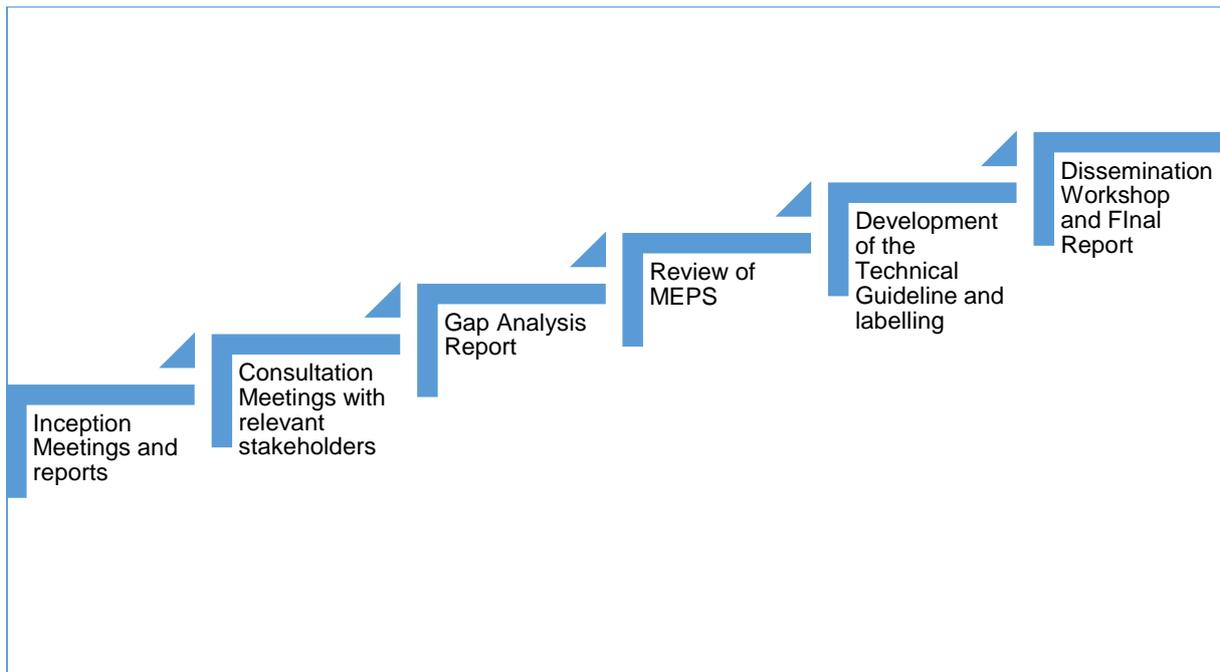 Inception
Meetings and
reports
Consultation
Meetings with
relevant
stakeholders
Gap Analysis
Report
Review of
MEPS
Development
of the
Technical
Guideline and
labelling
Dissemination
Workshop
and FInal
Report